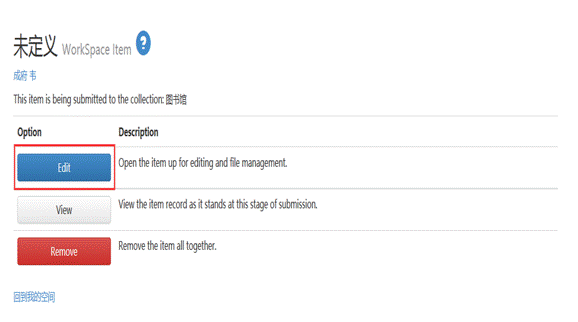 未定义 WorkSpace Item ?
成府 韦
This item is being submitted to the collection: 图书馆
Option Description
Edit Open the item up for editing and file management.
View View the item record as it stands at this stage of submission.
Remove Remove the item all together.
回到我的空间